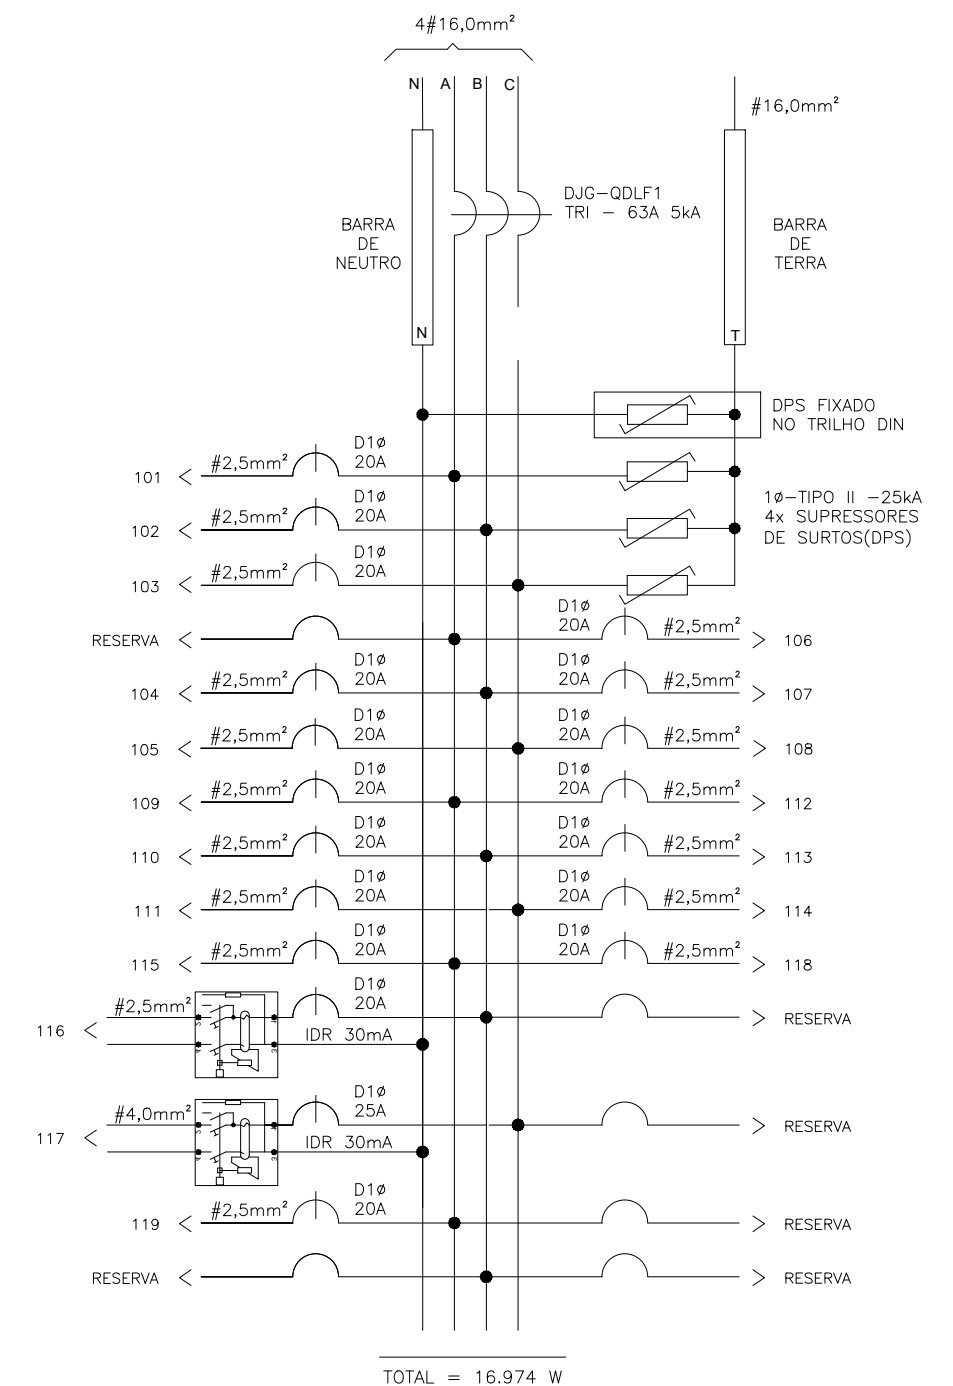 4#16,0mm²
N A B C
#16,0mm²
DJG-QDLF1
TRI - 63A 5kA
BARRA
DE
NEUTRO
BARRA
DE
TERRA
N
T
DPS FIXADO
NO TRILHO DIN
D1ø
20A
#2,5mm²
101
1ø-TIPO II -25kA
4x SUPRESSORES
DE SURTOS(DPS)
D1ø
20A
#2,5mm²
102
D1ø
20A
#2,5mm²
103
RESERVA
D1ø
20A
#2,5mm²
106
D1ø
20A
#2,5mm²
104
D1ø
20A
#2,5mm²
107
D1ø
20A
#2,5mm²
105
D1ø
20A
#2,5mm²
108
D1ø
20A
#2,5mm²
109
D1ø
20A
#2,5mm²
112
D1ø
20A
#2,5mm²
110
D1ø
20A
#2,5mm²
113
D1ø
20A
#2,5mm²
111
D1ø
20A
#2,5mm²
114
D1ø
20A
#2,5mm²
115
D1ø
20A
#2,5mm²
118
D1ø
20A
#2,5mm²
116
IDR 30mA
RESERVA
D1ø
25A
#4,0mm²
117
IDR 30mA
RESERVA
D1ø
20A
#2,5mm²
119
RESERVA
RESERVA
RESERVA
TOTAL = 16.974 W